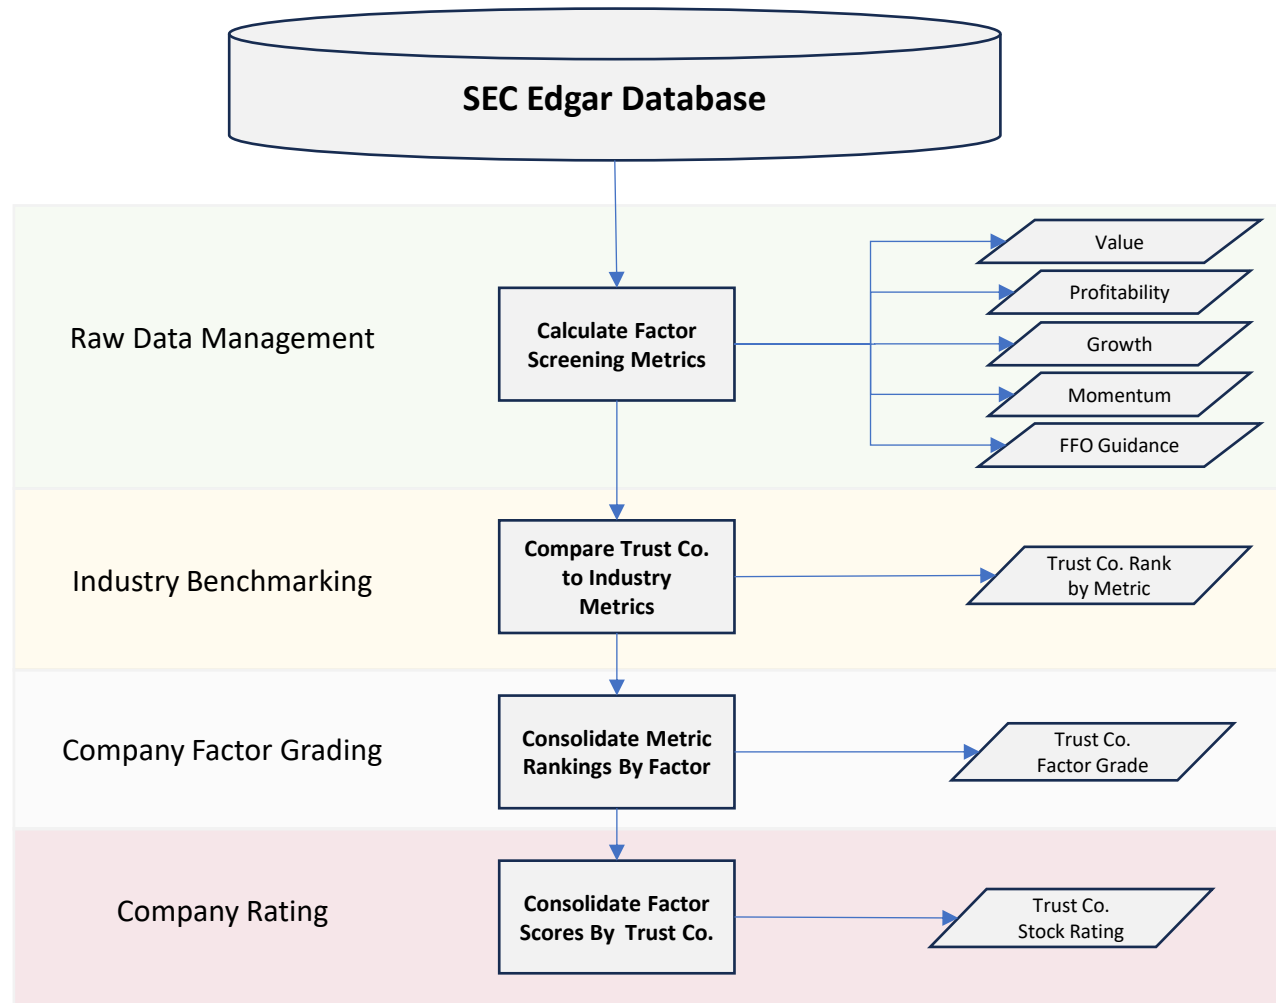 SEC Edgar Database
Raw Data Management
Calculate Factor
Screening Metrics
Value
Profitability
Growth
Momentum
FFO Guidance
Industry Benchmarking
Compare Trust Co.
to Industry
Metrics
Trust Co. Rank
by Metric
Company Factor Grading
Consolidate Metric
Rankings By Factor
Trust Co.
Factor Grade
Company Rating
Consolidate Factor
Scores By Trust Co.
Trust Co.
Stock Rating